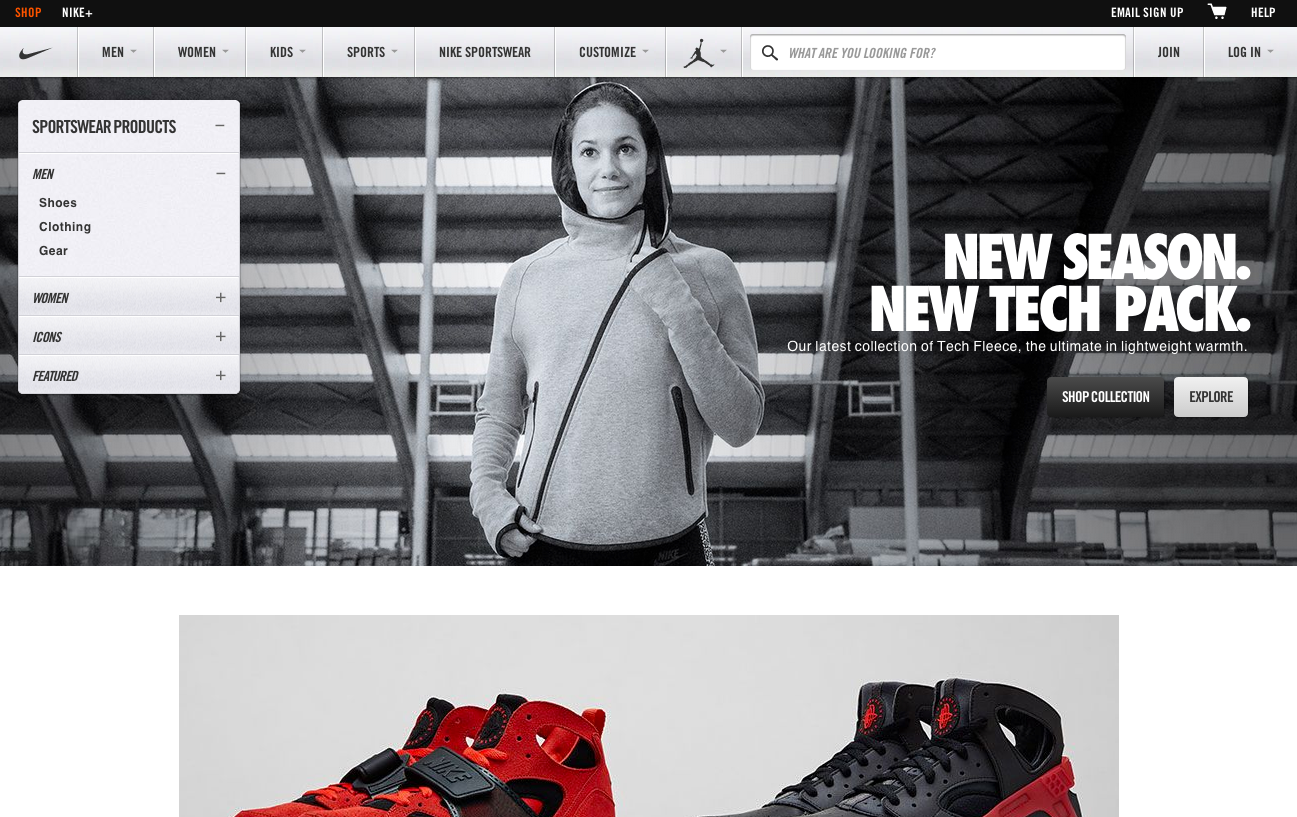 SHOP NIKE+ EMAIL SIGN UP HELP
MEN WOMEN KIDS SPORTS NIKE SPORTSWEAR CUSTOMIZE WHAT ARE YOU LOOKING FOR? JOIN LOG IN
SPORTSWEAR PRODUCTS
MEN
Shoes
Clothing
Gear
WOMEN
ICONS
FEATURED
NEW SEASON.
NEW TECH PACK.
Our latest collection of Tech Fleece, the ultimate in lightweight warmth.
SHOP COLLECTION EXPLORE
NIKE
NIKE